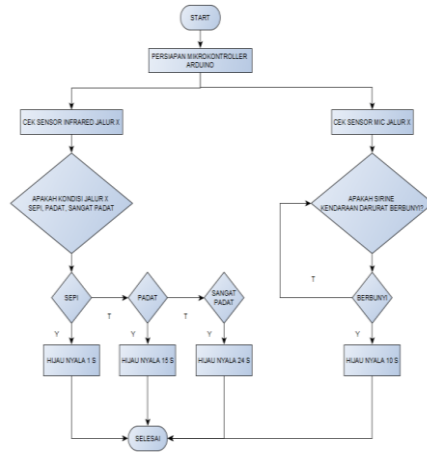 START
PERSIAPAN MIKROKONTROLLER
ARDUINO
CEK SENSOR INFRARED JALUR X
CEK SENSOR MIC JALUR X
APAKAH KONDISI JALUR X
SEPI, PADAT, SANGAT PADAT
APAKAH SIRINE
KENDARAAN DARURAT BERBUNYI?
T
SEPI
PADAT
SANGAT
PADAT
BERBUNYI
T
T
Y
Y
Y
Y
HIJAU NYALA 1 S
HIJAU NYALA 15 S
HIJAU NYALA 24 S
HIJAU NYALA 10 S
SELESAI